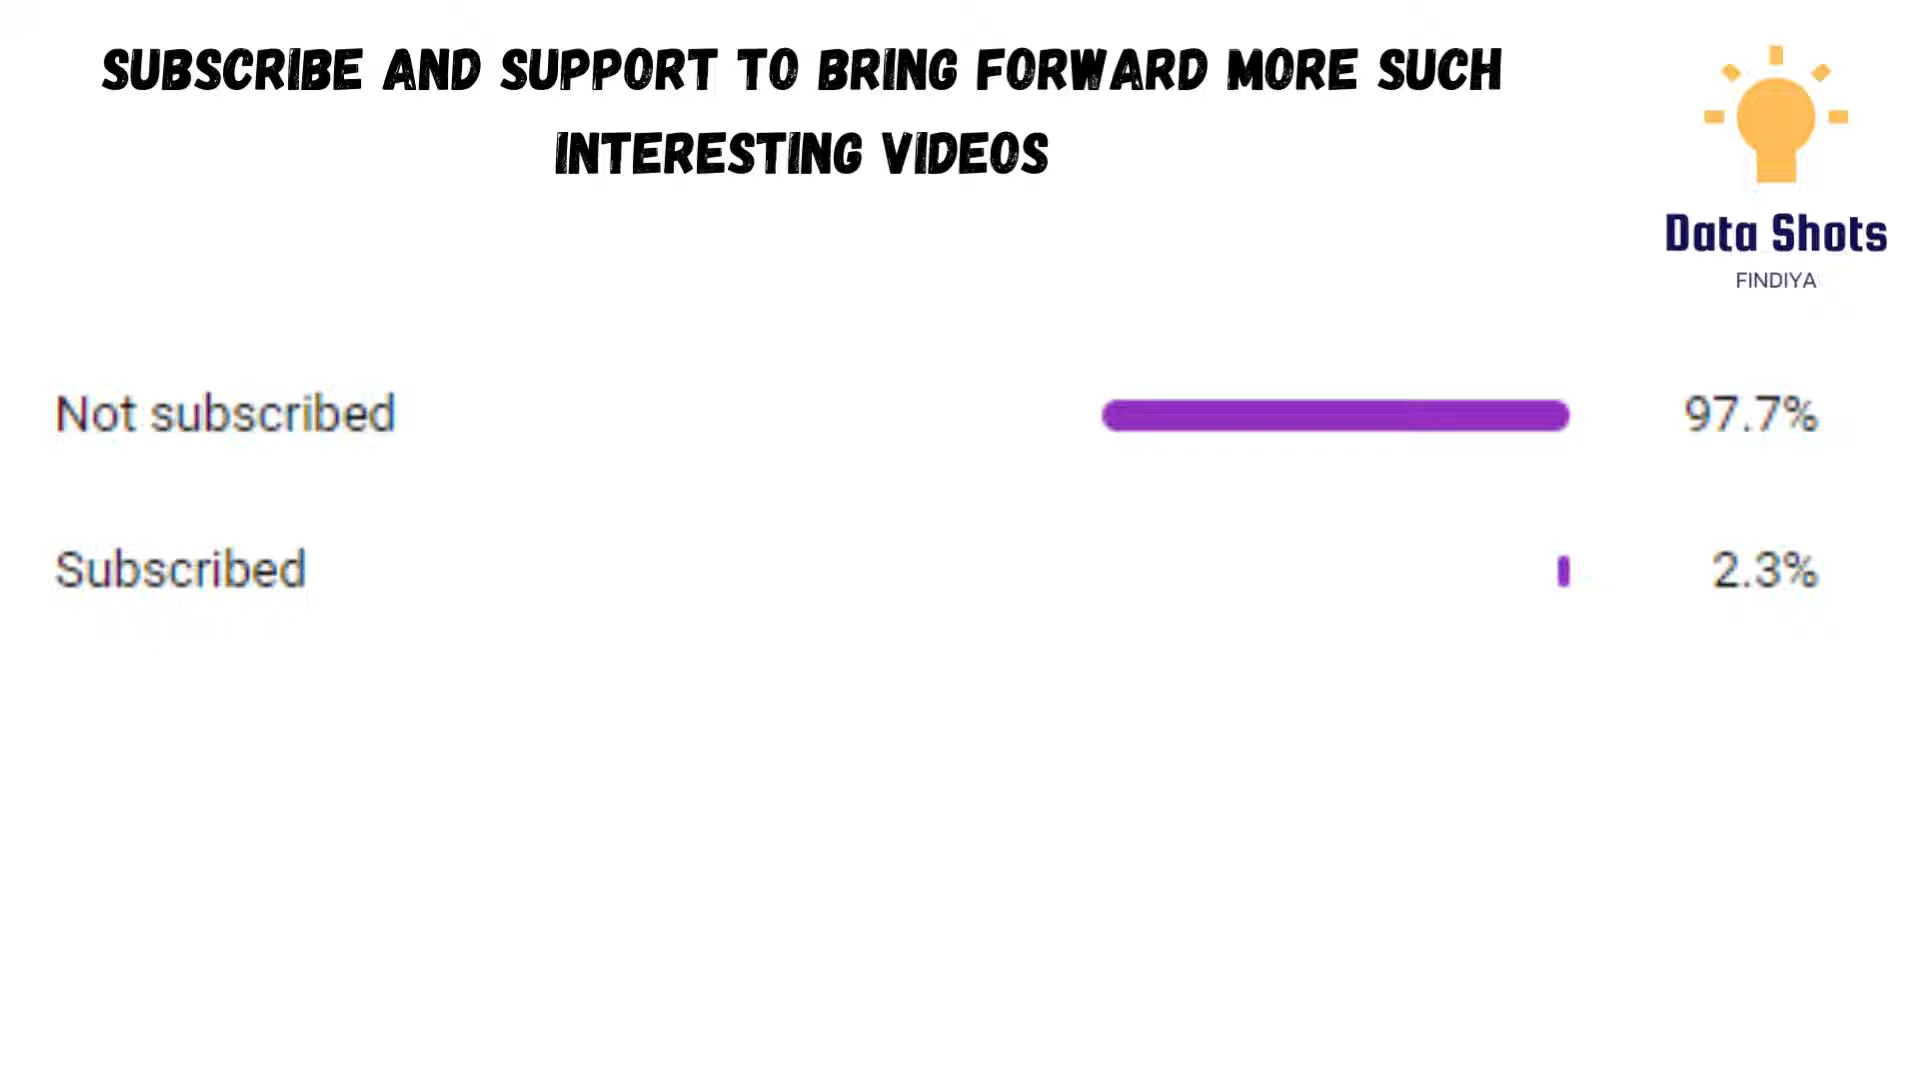 SUBSCRIBE AND SUPPORT TO BRING FORWARD MORE SUCH
INTERESTING VIDEOS
Data Shots
FINDIYA
Not subscribed 97.7%
Subscribed 2.3%